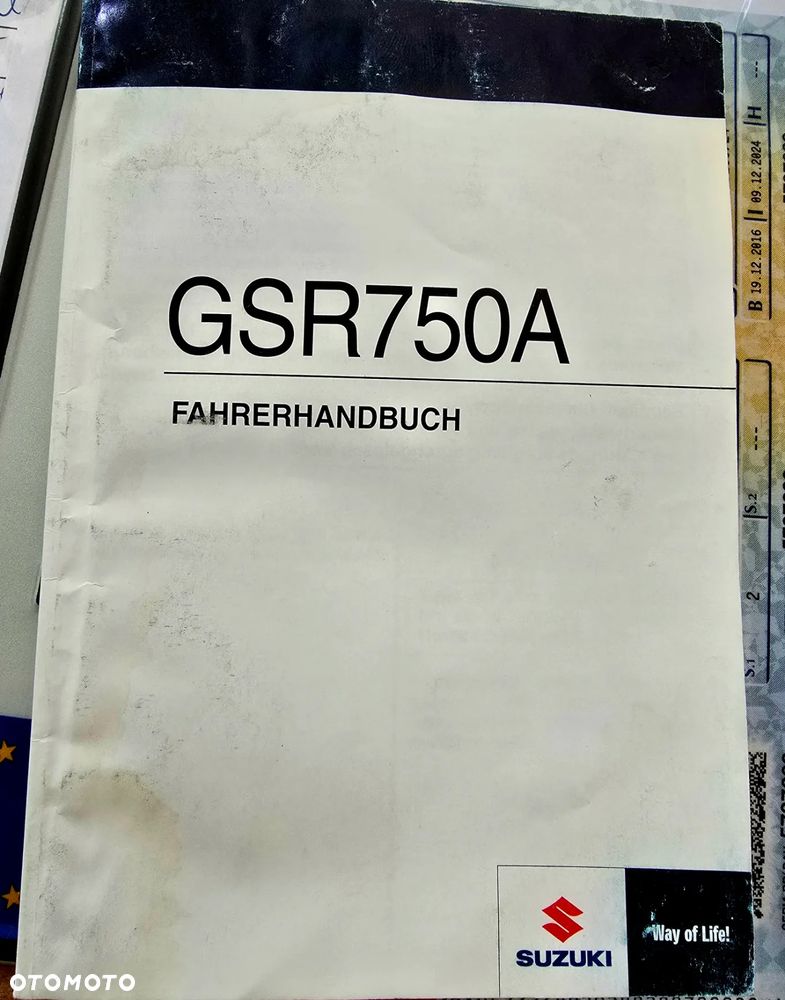 GSR750A
FAHRERHANDBUCH
SUZUKI
Way of Life!
B 19.12.2016 I 09.12.2024 H ---
S.1 2 S.2 ---
OTOMOTO